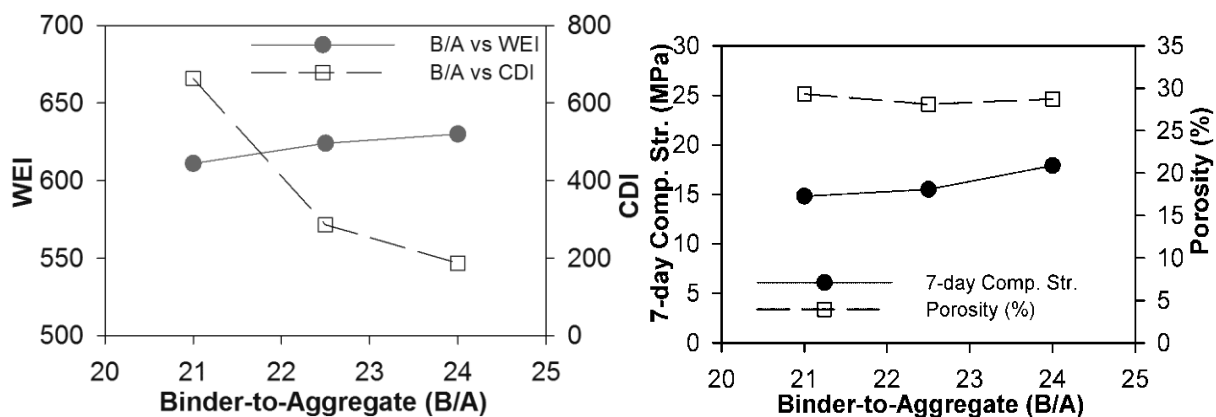 700
650
600
550
500
WEI
800
600
400
200
0
CDI
B/A vs WEI
B/A vs CDI
20 21 22 23 24 25
Binder-to-Aggregate (B/A)
30
25
20
15
10
5
0
7-day Comp. Str. (MPa)
35
30
25
20
15
10
5
0
Porosity (%)
7-day Comp. Str.
Porosity (%)
20 21 22 23 24 25
Binder-to-Aggregate (B/A)